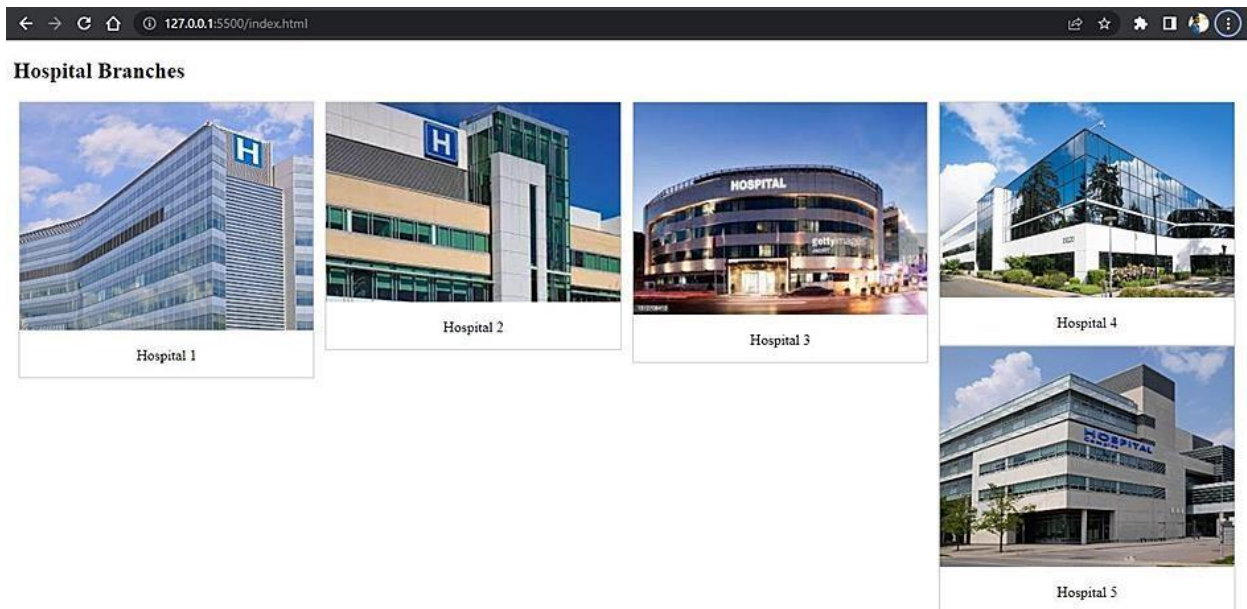 127.0.0.1:5500/index.html
Hospital Branches
H
H
HOSPITAL
gettyimages
Hospital 1
Hospital 2
Hospital 3
Hospital 4
HOSPITAL
Hospital 5